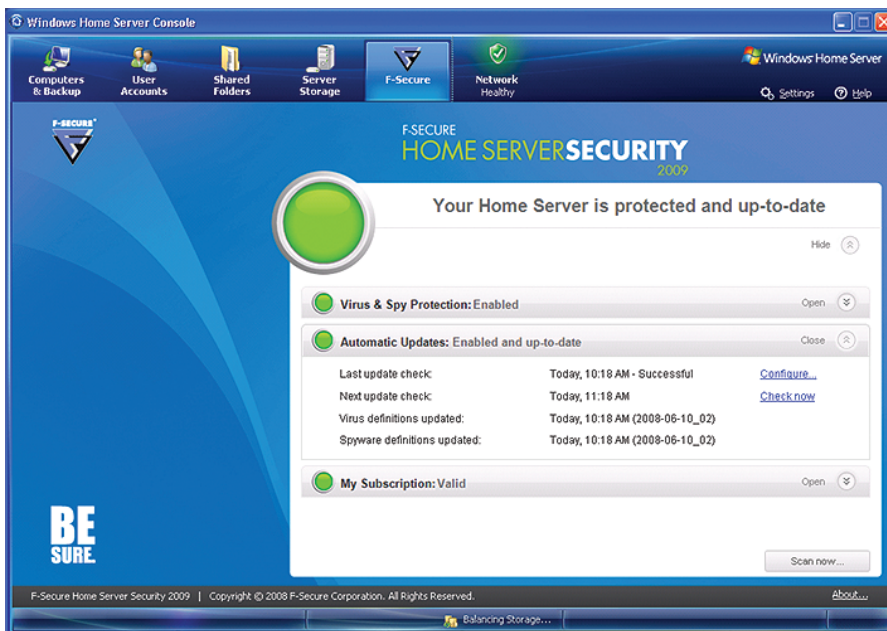 Windows Home Server Console
Computers & Backup
User Accounts
Shared Folders
Server Storage
F-Secure
Network Healthy
Windows Home Server
Settings
Help
F-SECURE
F-SECURE
HOME SERVERSECURITY
2009
Your Home Server is protected and up-to-date
Hide
Virus & Spy Protection: Enabled
Open
Automatic Updates: Enabled and up-to-date
Close
Last update check: Today, 10:18 AM - Successful Configure...
Next update check: Today, 11:18 AM Check now
Virus definitions updated: Today, 10:18 AM (2008-06-10_02)
Spyware definitions updated: Today, 10:18 AM (2008-06-10_02)
My Subscription: Valid
Open
BE
SURE.
Scan now...
F-Secure Home Server Security 2009 | Copyright © 2008 F-Secure Corporation. All Rights Reserved. About...
Balancing Storage...